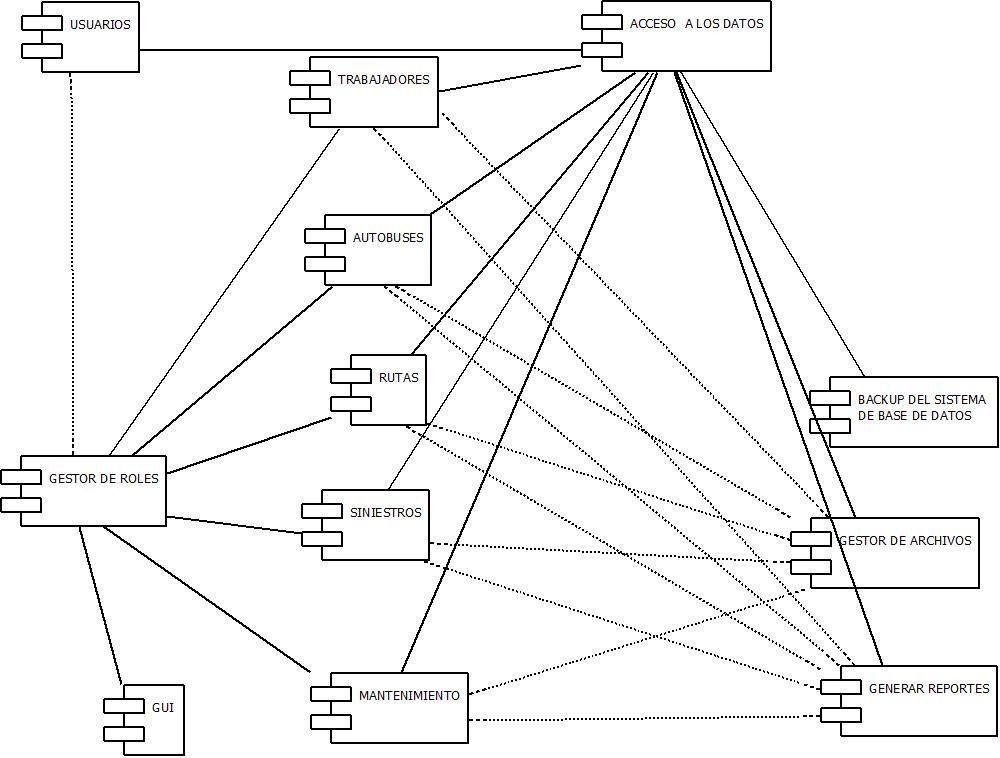 USUARIOS
ACCESO A LOS DATOS
TRABAJADORES
AUTOBUSES
RUTAS
BACKUP DEL SISTEMA
DE BASE DE DATOS
GESTOR DE ROLES
SINIESTROS
GESTOR DE ARCHIVOS
MANTENIMIENTO
GENERAR REPORTES
GUI